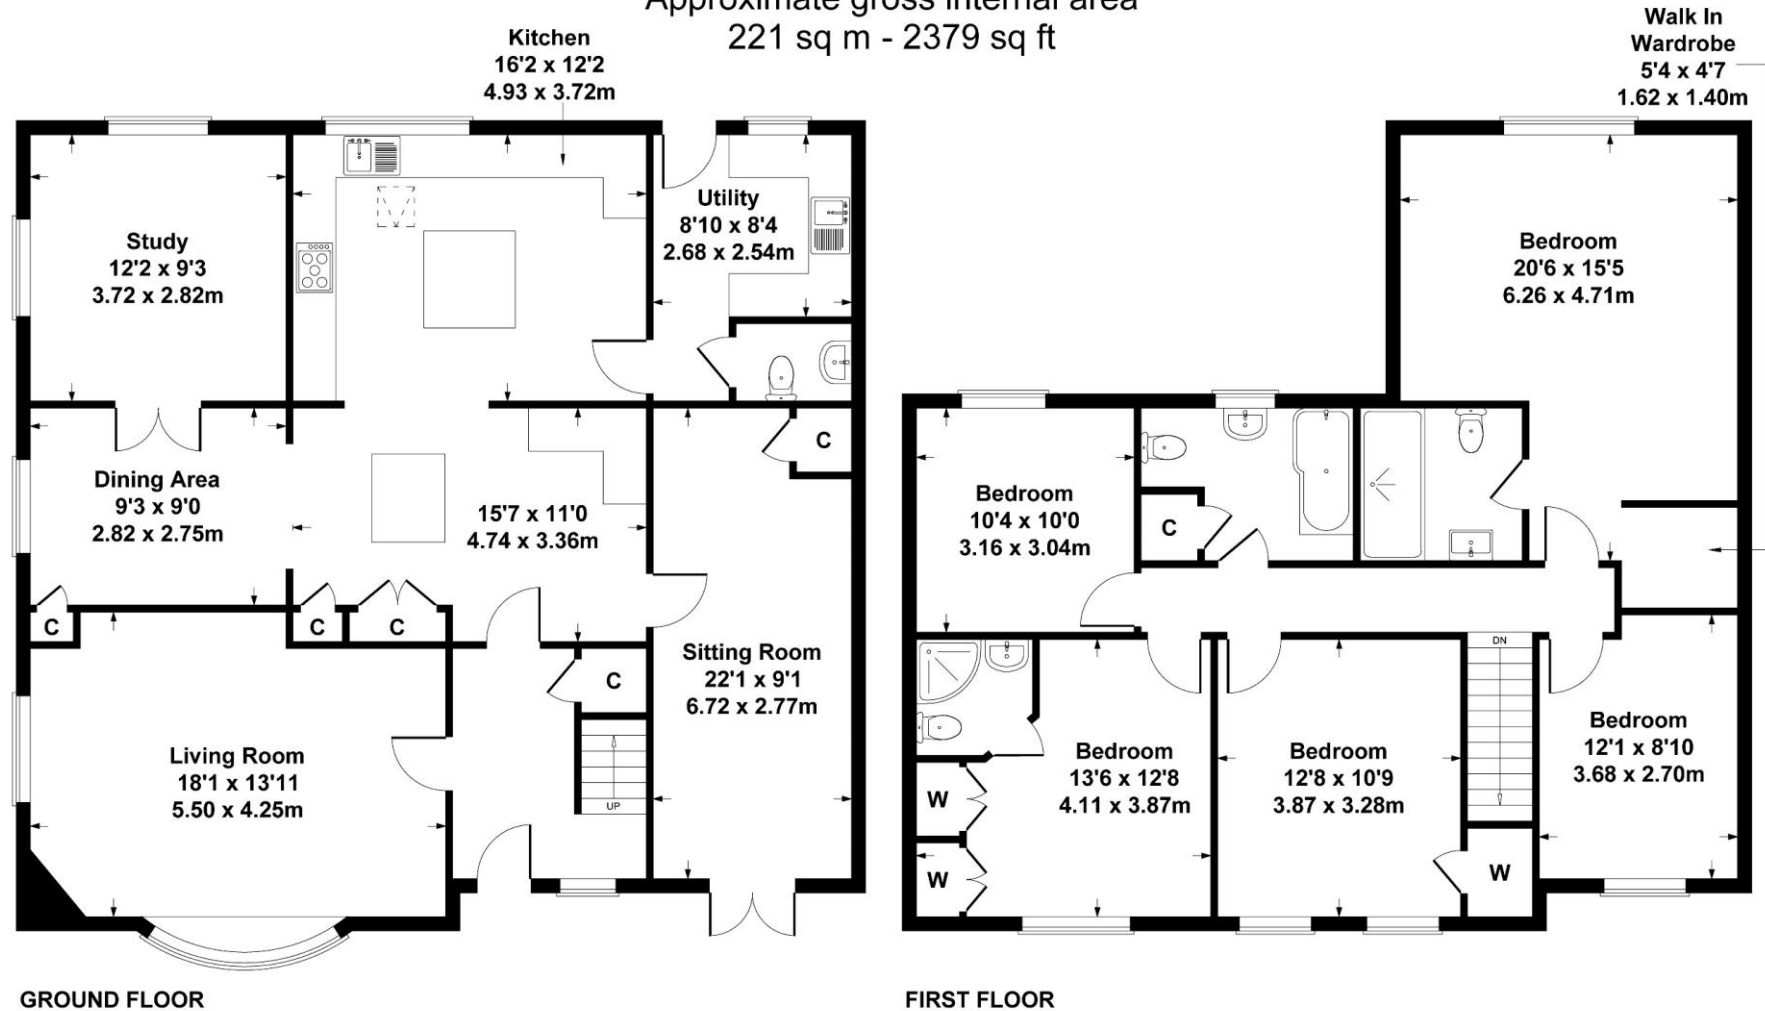 Approximate gross internal area
221 sq m - 2379 sq ft
Kitchen
16'2 x 12'2
4.93 x 3.72m
Walk In
Wardrobe
5'4 x 4'7
1.62 x 1.40m
Study
12'2 x 9'3
3.72 x 2.82m
Utility
8'10 x 8'4
2.68 x 2.54m
Dining Area
9'3 x 9'0
2.82 x 2.75m
15'7 x 11'0
4.74 x 3.36m
C
C
C
C
C
Sitting Room
22'1 x 9'1
6.72 x 2.77m
Living Room
18'1 x 13'11
5.50 x 4.25m
UP
GROUND FLOOR
Bedroom
20'6 x 15'5
6.26 x 4.71m
Bedroom
10'4 x 10'0
3.16 x 3.04m
C
DN
Bedroom
13'6 x 12'8
4.11 x 3.87m
Bedroom
12'8 x 10'9
3.87 x 3.28m
Bedroom
12'1 x 8'10
3.68 x 2.70m
W
W
W
FIRST FLOOR